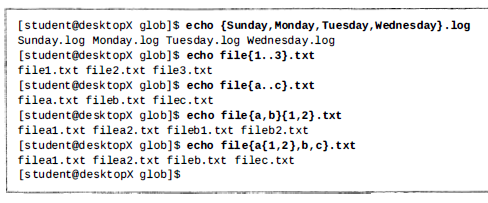 [student@desktopX glob]$ echo {Sunday,Monday,Tuesday,Wednesday}.log
Sunday.log Monday.log Tuesday.log Wednesday.log
[student@desktopX glob]$ echo file{1..3}.txt
file1.txt file2.txt file3.txt
[student@desktopX glob]$ echo file{a..c}.txt
filea.txt fileb.txt filec.txt
[student@desktopX glob]$ echo file{a,b}{1,2}.txt
filea1.txt filea2.txt fileb1.txt fileb2.txt
[student@desktopX glob]$ echo file{a{1,2},b,c}.txt
filea1.txt filea2.txt fileb.txt filec.txt
[student@desktopX glob]$